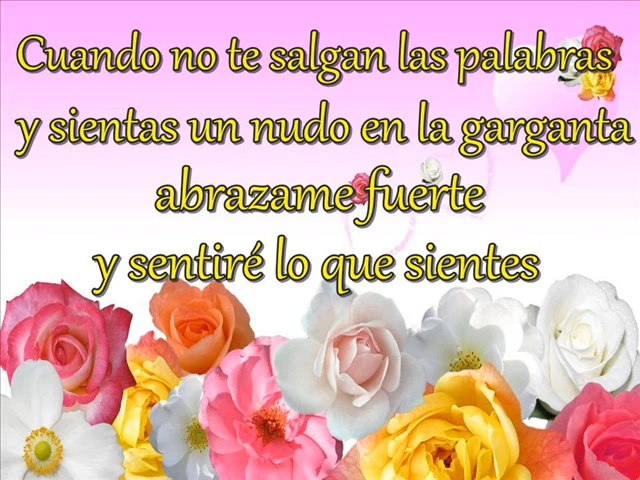 Cuando no te salgan las palabras
y sientas un nudo en la garganta
abrazame fuerte
y sentiré lo que sientes